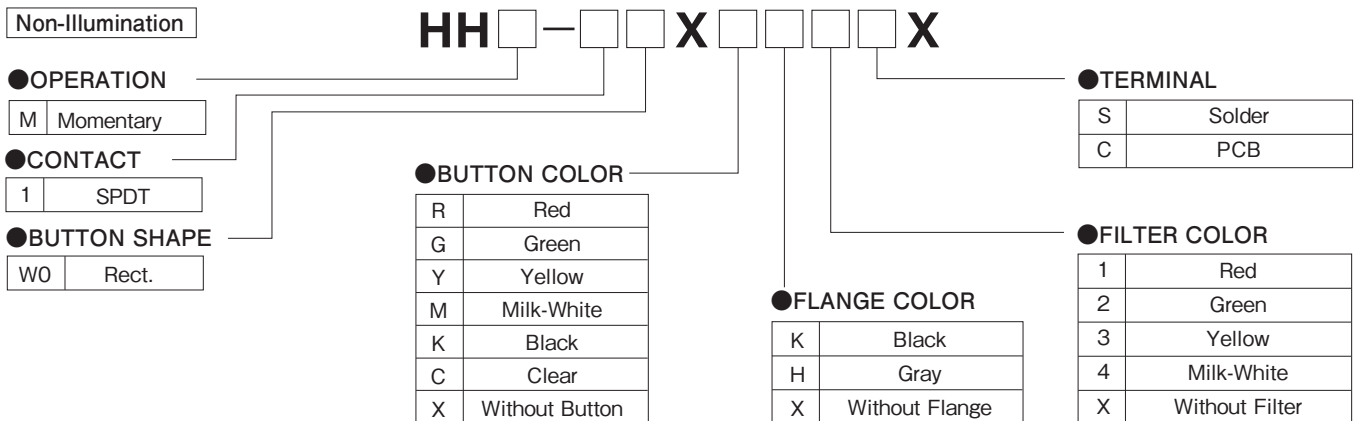 Non-Illumination
HH□-□□X□□□□X
●OPERATION
M Momentary
●CONTACT
1 SPDT
●BUTTON SHAPE
W0 Rect.
●BUTTON COLOR
R Red
G Green
Y Yellow
M Milk-White
K Black
C Clear
X Without Button
●FLANGE COLOR
K Black
H Gray
X Without Flange
●TERMINAL
S Solder
C PCB
●FILTER COLOR
1 Red
2 Green
3 Yellow
4 Milk-White
X Without Filter